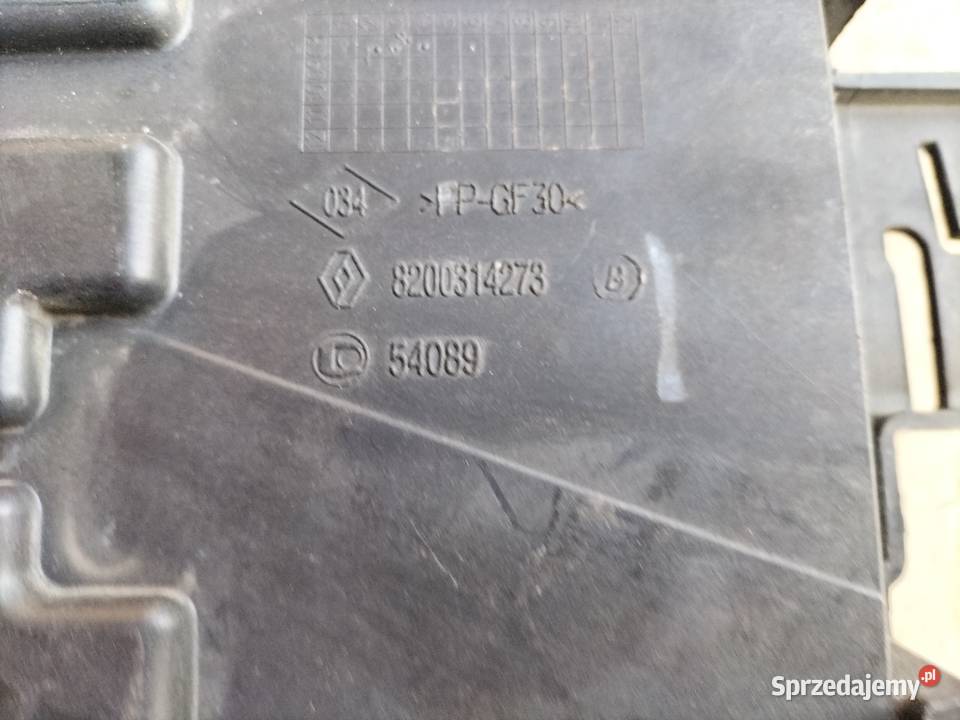 034 >PP-GF30<
8200314273 B
54089
Sprzedajemy.pl